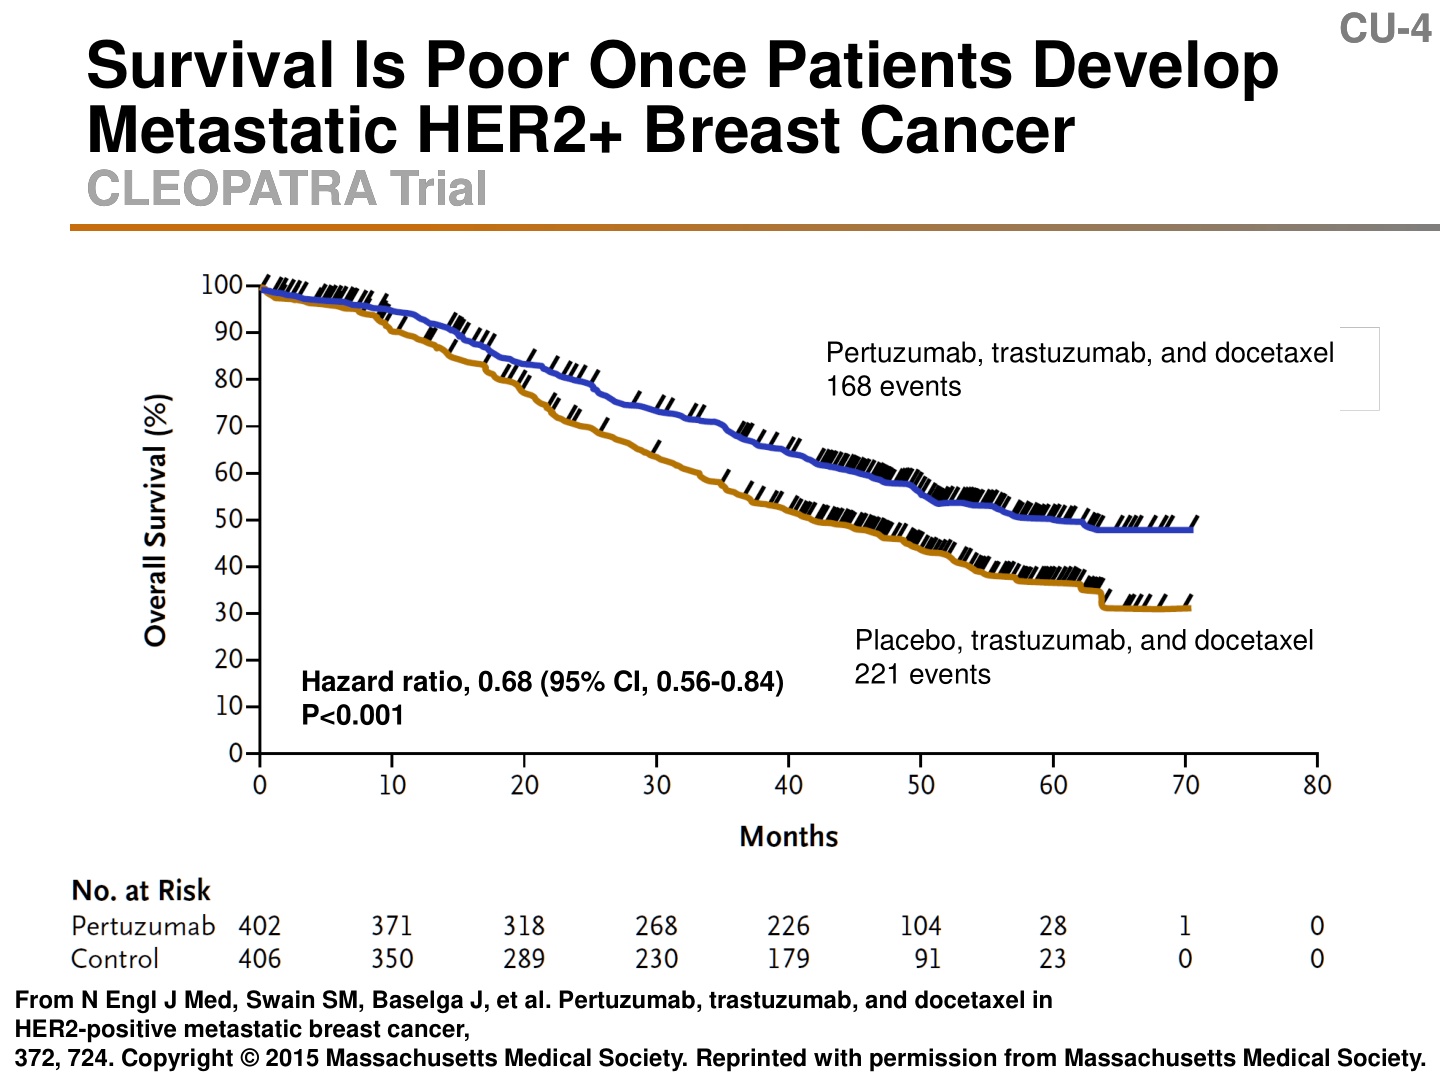 CU-4
Survival Is Poor Once Patients Develop
Metastatic HER2+ Breast Cancer
CLEOPATRA Trial
100
90
80
70
60
50
40
30
20
10
0
Overall Survival (%)
Pertuzumab, trastuzumab, and docetaxel
168 events
Placebo, trastuzumab, and docetaxel
221 events
Hazard ratio, 0.68 (95% CI, 0.56-0.84)
P<0.001
0 10 20 30 40 50 60 70 80
Months
No. at Risk
Pertuzumab 402 371 318 268 226 104 28 1 0
Control 406 350 289 230 179 91 23 0 0
From N Engl J Med, Swain SM, Baselga J, et al. Pertuzumab, trastuzumab, and docetaxel in
HER2-positive metastatic breast cancer,
372, 724. Copyright © 2015 Massachusetts Medical Society. Reprinted with permission from Massachusetts Medical Society.